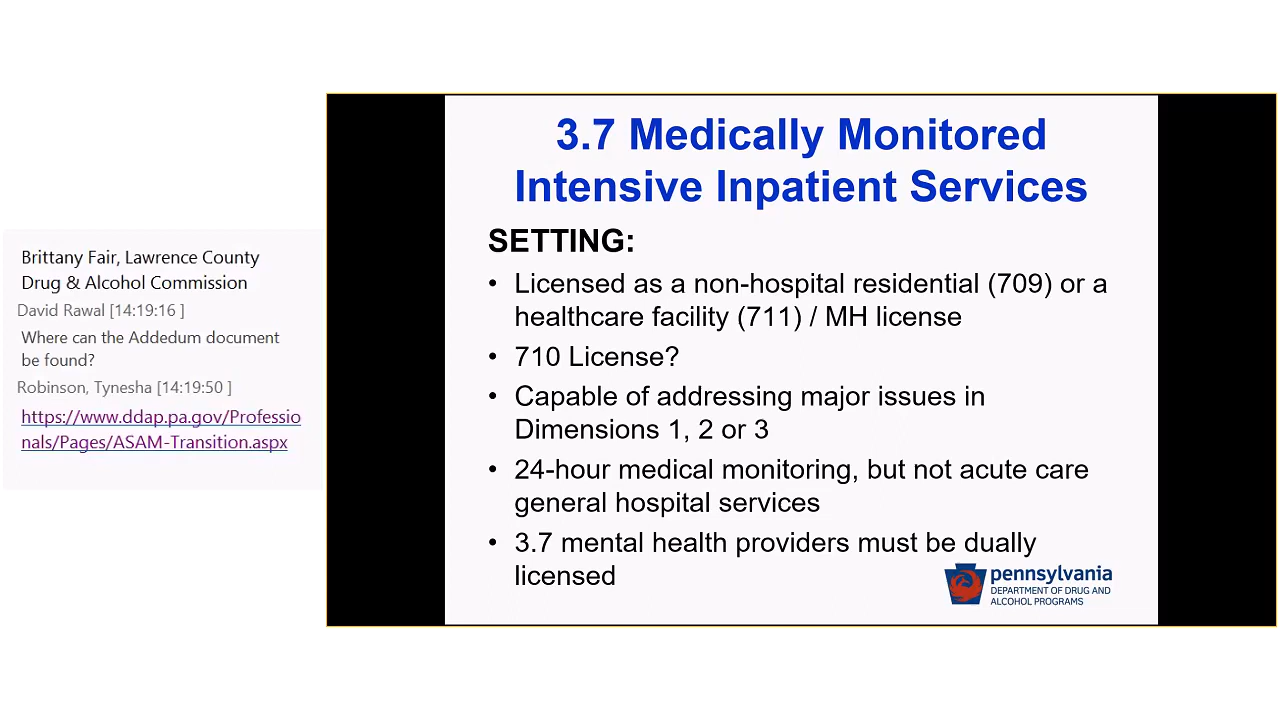 Brittany Fair, Lawrence County
Drug & Alcohol Commission
David Rawal [14:19:16 ]
Where can the Addedum document
be found?
Robinson, Tynesha [14:19:50 ]
https://www.ddap.pa.gov/Professio
nals/Pages/ASAM-Transition.aspx
3.7 Medically Monitored
Intensive Inpatient Services
SETTING:
• Licensed as a non-hospital residential (709) or a
healthcare facility (711) / MH license
• 710 License?
• Capable of addressing major issues in
Dimensions 1, 2 or 3
• 24-hour medical monitoring, but not acute care
general hospital services
• 3.7 mental health providers must be dually
licensed
pennsylvania
DEPARTMENT OF DRUG AND
ALCOHOL PROGRAMS